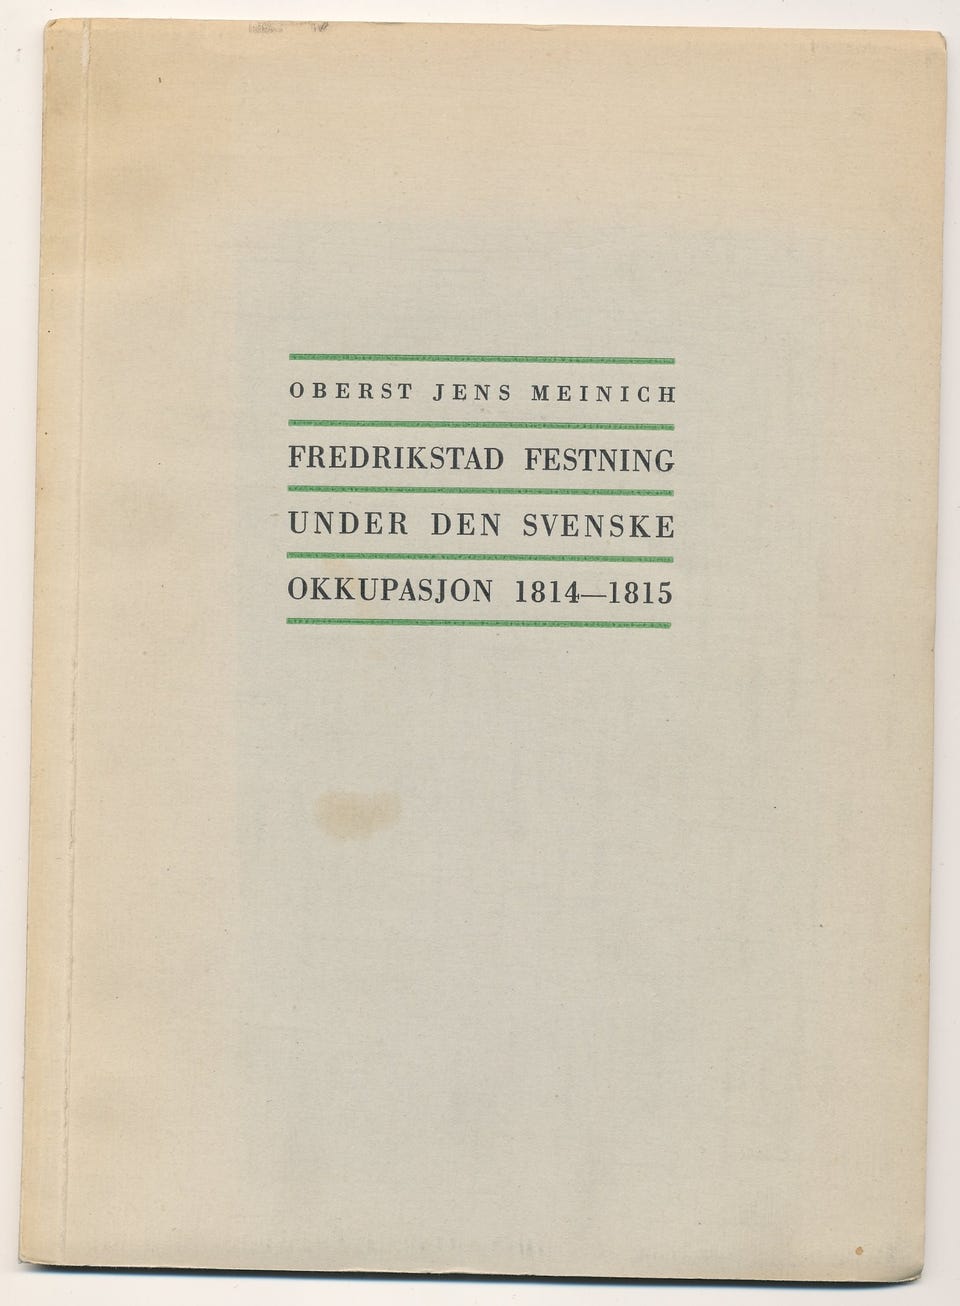 OBERST JENS MEINICH
FREDRIKSTAD FESTNING
UNDER DEN SVENSKE
OKKUPASJON 1814—1815